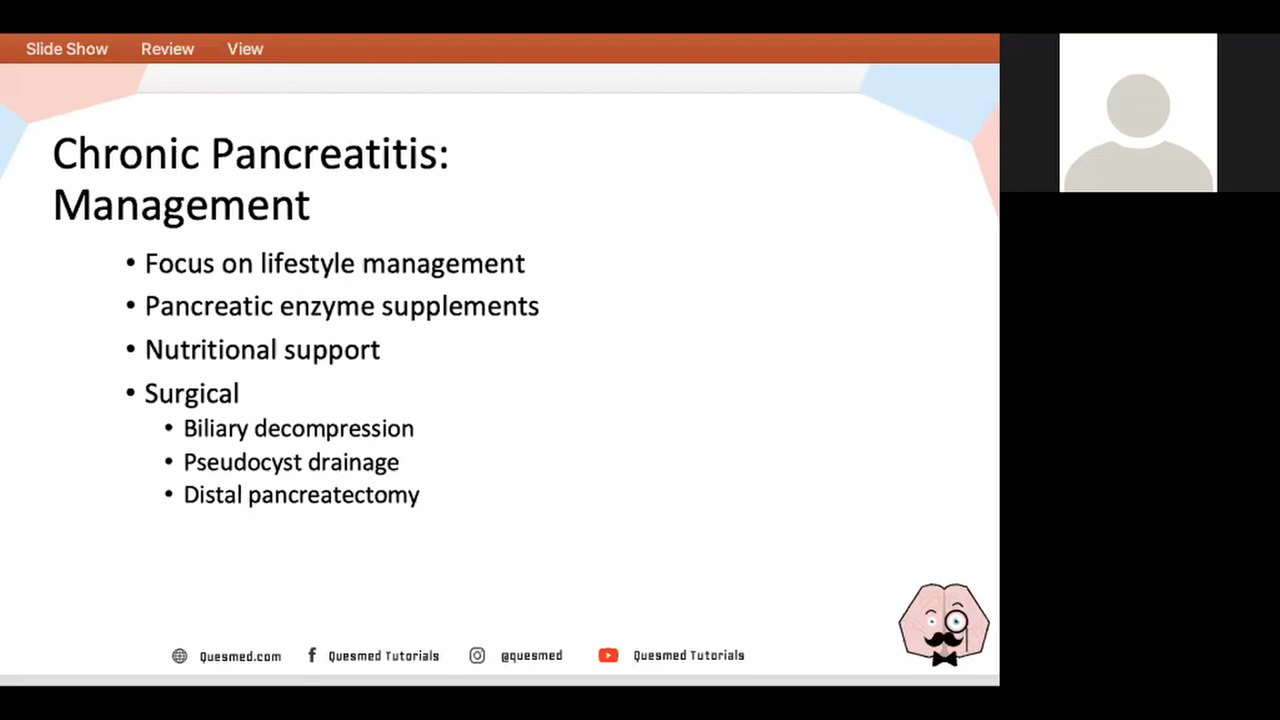 Slide Show Review View
Chronic Pancreatitis:
Management
• Focus on lifestyle management
• Pancreatic enzyme supplements
• Nutritional support
• Surgical
• Biliary decompression
• Pseudocyst drainage
• Distal pancreatectomy
Quesmed.com f Quesmed Tutorials @quesmed Quesmed Tutorials